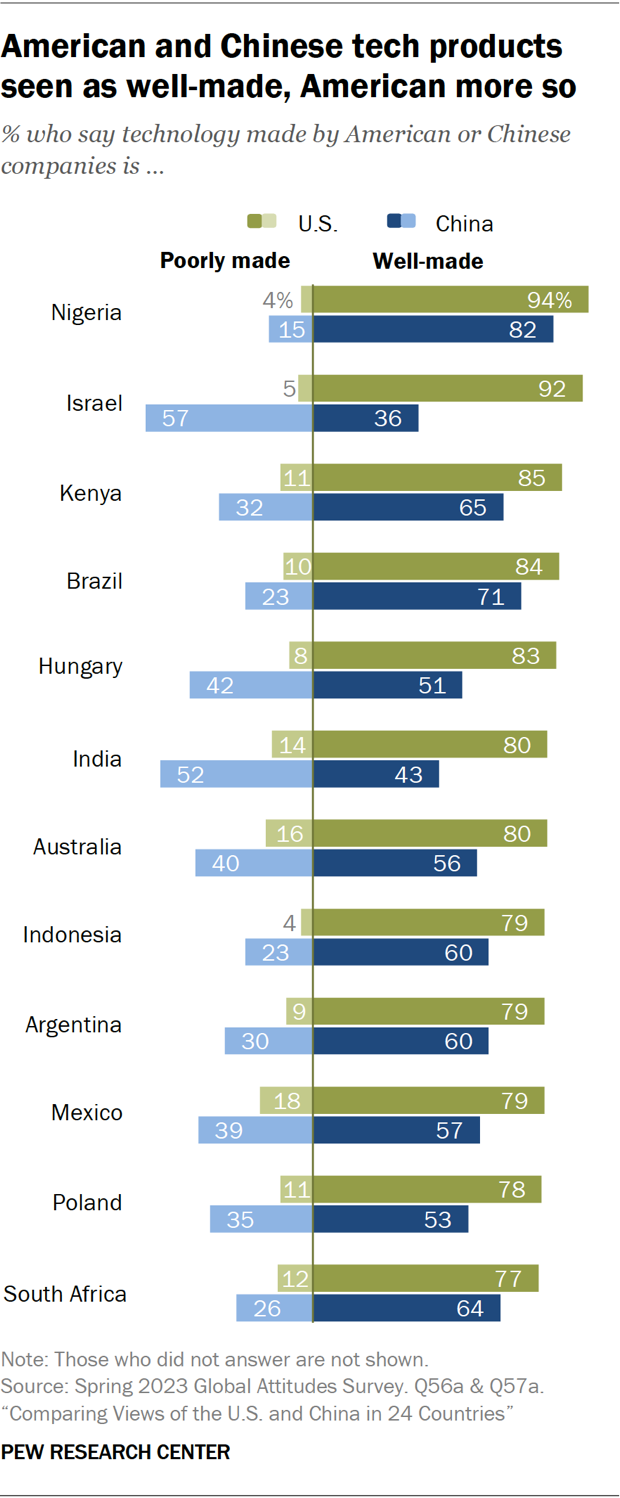 American and Chinese tech products
seen as well-made, American more so
% who say technology made by American or Chinese
companies is ...
U.S. China
Poorly made Well-made
Nigeria 4% 94%
15 82
Israel 5 92
57 36
Kenya 11 85
32 65
Brazil 10 84
23 71
Hungary 8 83
42 51
India 14 80
52 43
Australia 16 80
40 56
Indonesia 4 79
23 60
Argentina 9 79
30 60
Mexico 18 79
39 57
Poland 11 78
35 53
South Africa 12 77
26 64
Note: Those who did not answer are not shown.
Source: Spring 2023 Global Attitudes Survey. Q56a & Q57a.
“Comparing Views of the U.S. and China in 24 Countries”
PEW RESEARCH CENTER